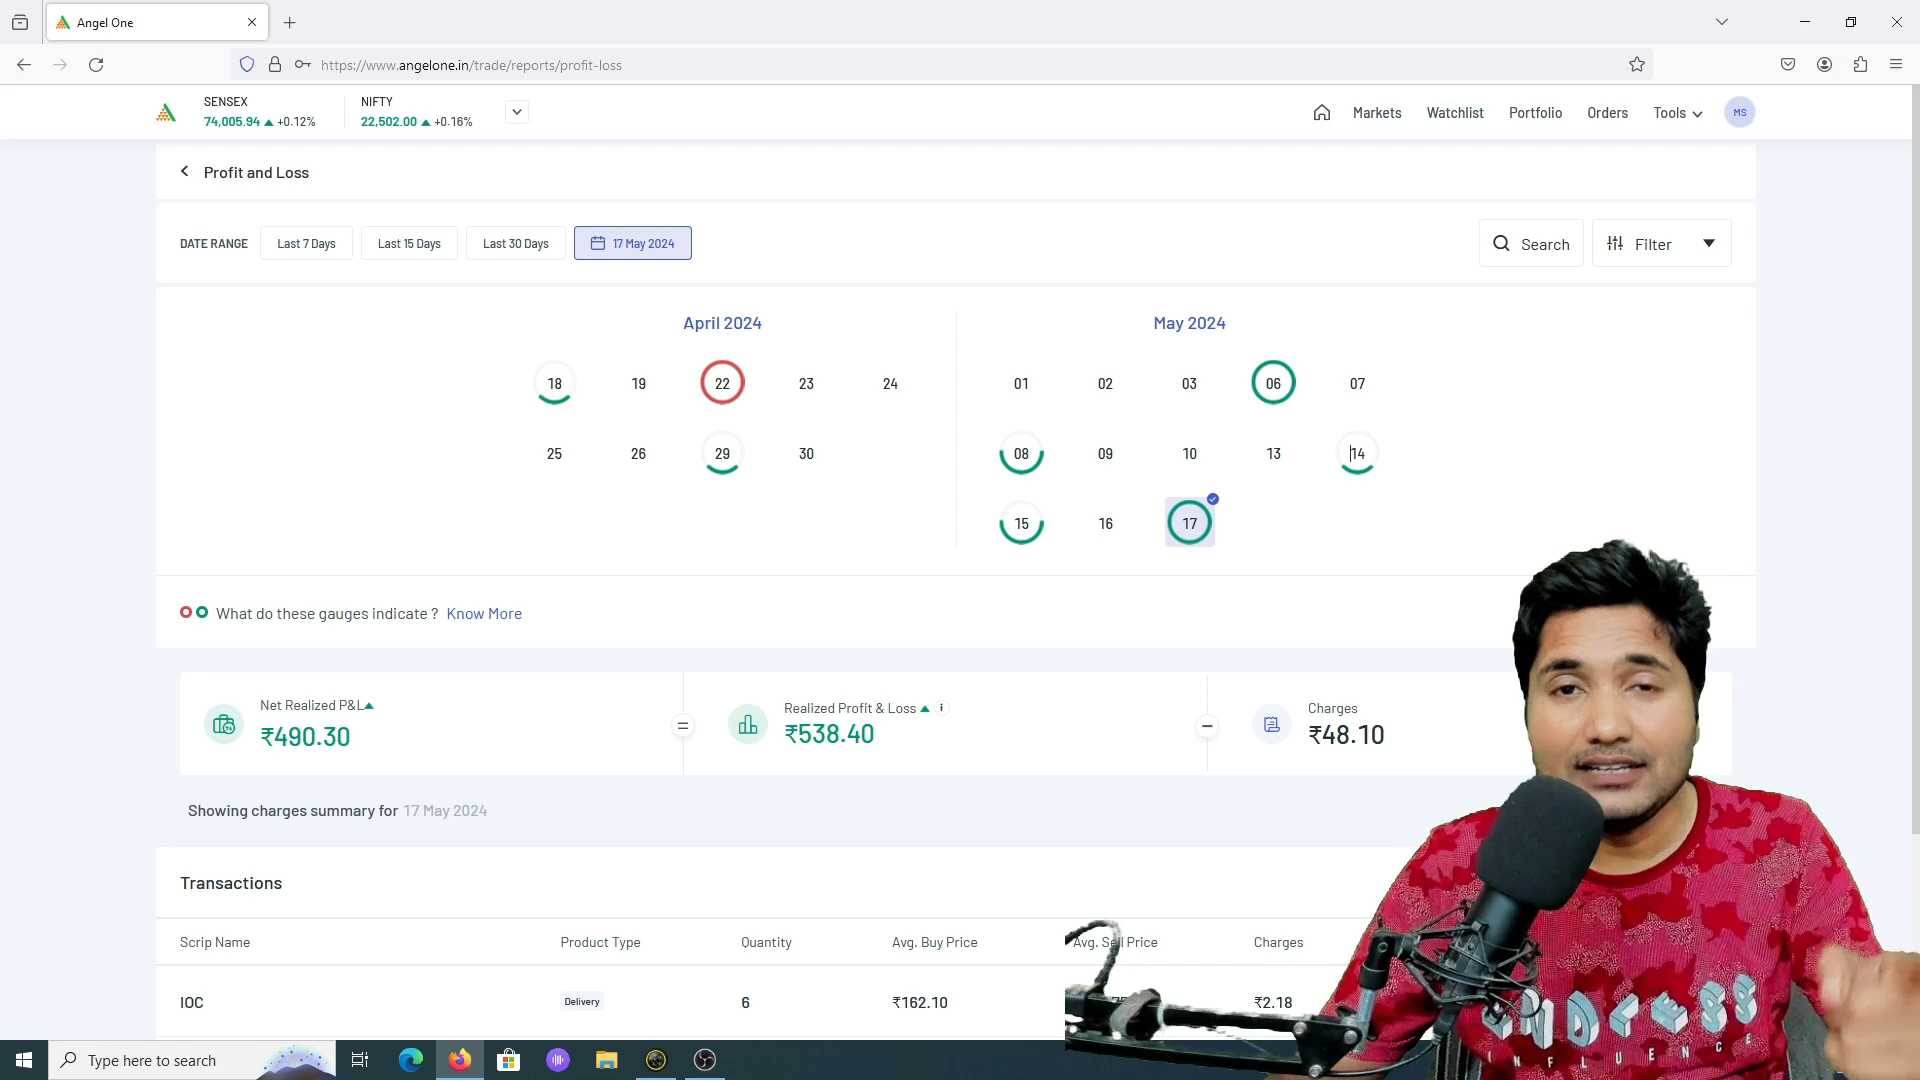 Angel One
https://www.angelone.in/trade/reports/profit-loss
SENSEX
74,005.94 +0.12%
NIFTY
22,502.00 +0.16%
Markets Watchlist Portfolio Orders Tools MS
Profit and Loss
DATE RANGE Last 7 Days Last 15 Days Last 30 Days 17 May 2024 Search Filter
April 2024 May 2024
18 19 22 23 24 01 02 03 06 07
25 26 29 30 08 09 10 13 14
15 16 17
What do these gauges indicate ? Know More
Net Realized P&L
₹490.30
=
Realized Profit & Loss i
₹538.40
−
Charges
₹48.10
Showing charges summary for 17 May 2024
Transactions
Scrip Name Product Type Quantity Avg. Buy Price Avg. Sell Price Charges
IOC Delivery 6 ₹162.10 ₹2.18
ENDLESS
INFLUENCE
Type here to search